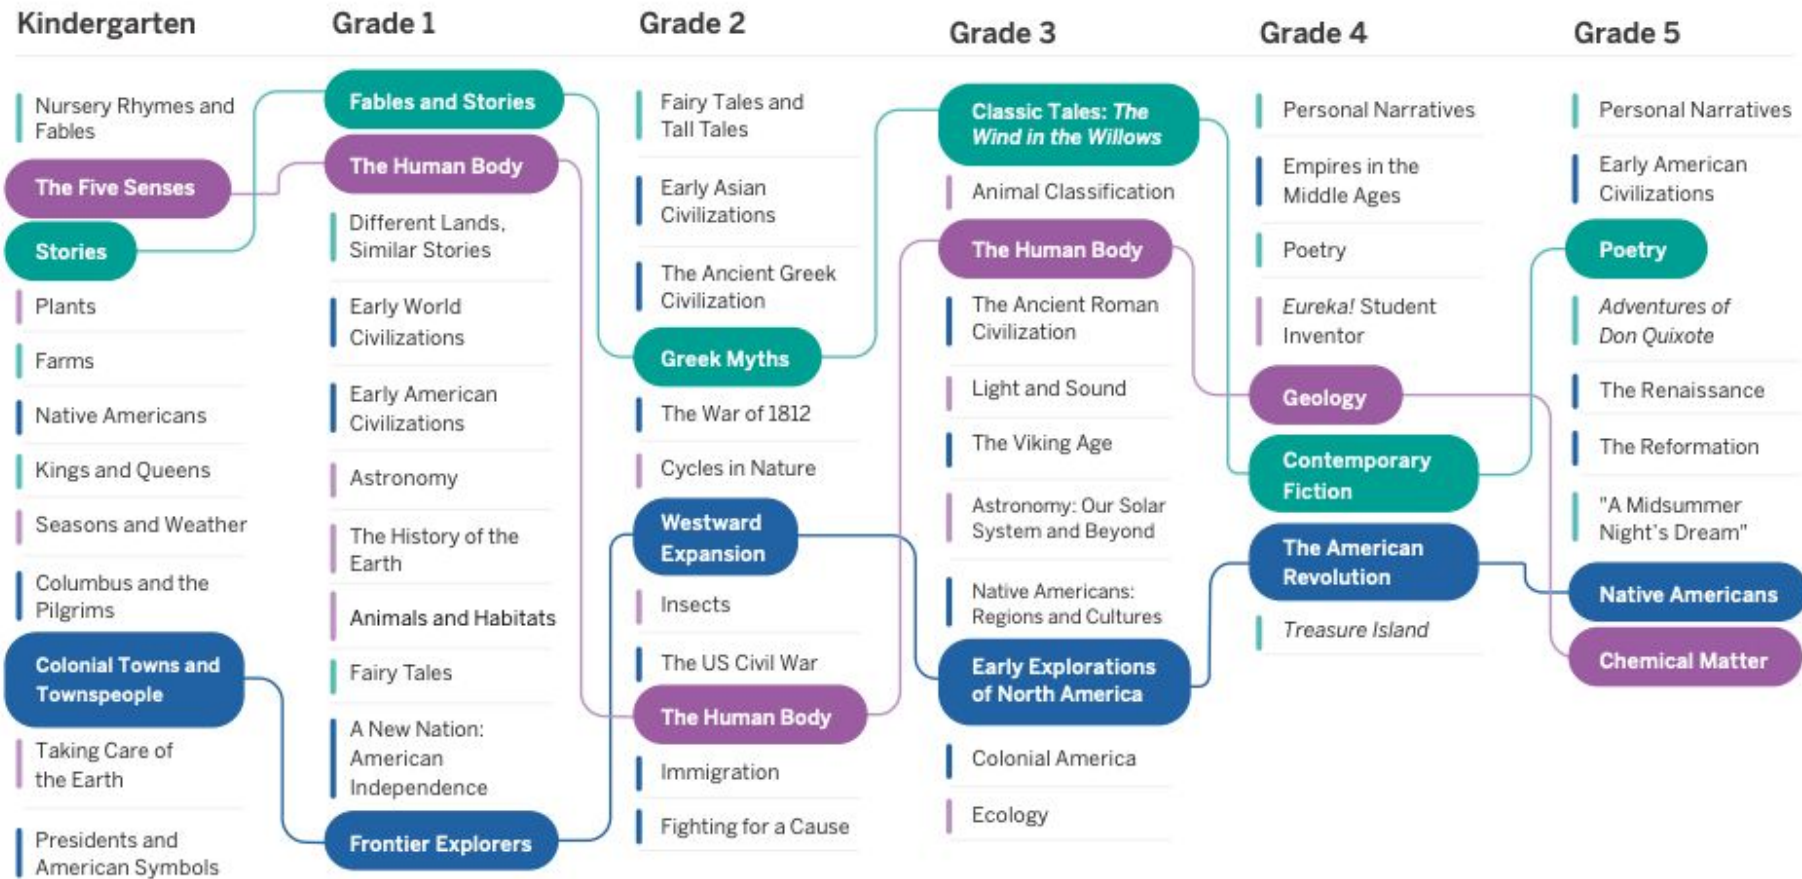 Kindergarten
Nursery Rhymes and
Fables
The Five Senses
Stories
Plants
Farms
Native Americans
Kings and Queens
Seasons and Weather
Columbus and the
Pilgrims
Colonial Towns and
Townspeople
Taking Care of
the Earth
Presidents and
American Symbols
Grade 1
Fables and Stories
The Human Body
Different Lands,
Similar Stories
Early World
Civilizations
Early American
Civilizations
Astronomy
The History of the
Earth
Animals and Habitats
Fairy Tales
A New Nation:
American
Independence
Frontier Explorers
Grade 2
Fairy Tales and
Tall Tales
Early Asian
Civilizations
The Ancient Greek
Civilization
Greek Myths
The War of 1812
Cycles in Nature
Westward
Expansion
Insects
The US Civil War
The Human Body
Immigration
Fighting for a Cause
Grade 3
Classic Tales: The
Wind in the Willows
Animal Classification
The Human Body
The Ancient Roman
Civilization
Light and Sound
The Viking Age
Astronomy: Our Solar
System and Beyond
Native Americans:
Regions and Cultures
Early Explorations
of North America
Colonial America
Ecology
Grade 4
Personal Narratives
Empires in the
Middle Ages
Poetry
Eureka! Student
Inventor
Geology
Contemporary
Fiction
The American
Revolution
Treasure Island
Grade 5
Personal Narratives
Early American
Civilizations
Poetry
Adventures of
Don Quixote
The Renaissance
The Reformation
"A Midsummer
Night's Dream"
Native Americans
Chemical Matter